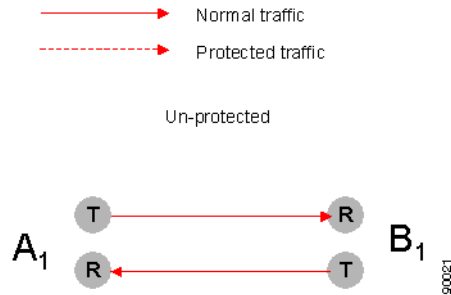 Normal traffic
Protected traffic
Un-protected
T R
A1 B1
R T
90021